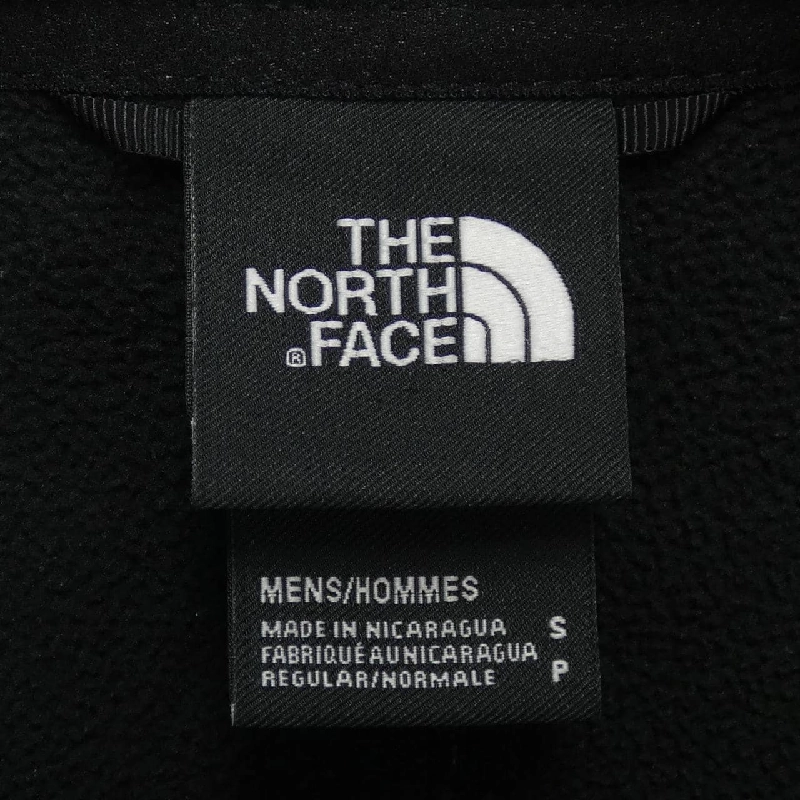 THE
NORTH
® FACE
MENS/HOMMES
MADE IN NICARAGUA S
FABRIQUÉ AU NICARAGUA
REGULAR/NORMALE P